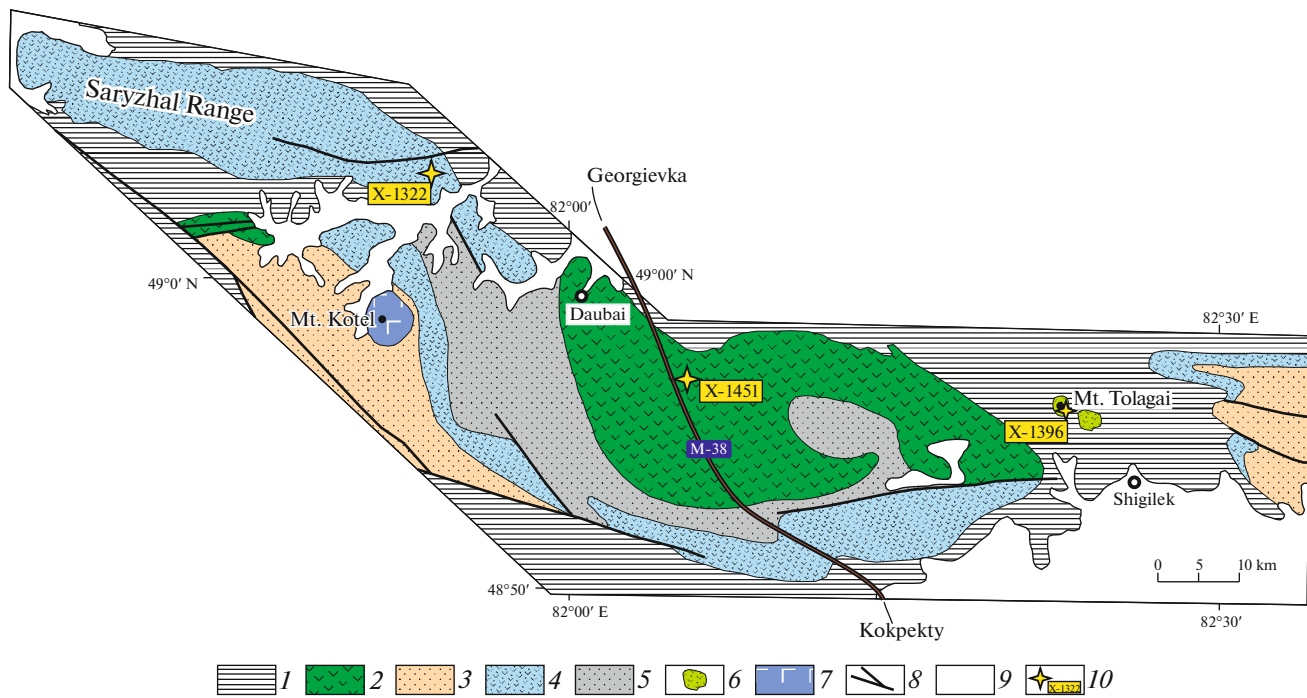 Saryzhal Range
X-1322
Georgievka
82°00′
49°0′ N
49°00′ N
Mt. Kotel
Daubai
82°30′ E
X-1451
Mt. Tolagai
X-1396
M-38
Shigilek
0 5 10 km
48°50′
82°00′ E
82°30′
Kokpekty
1 2 3 4 5 6 7 8 9 X-1322 10